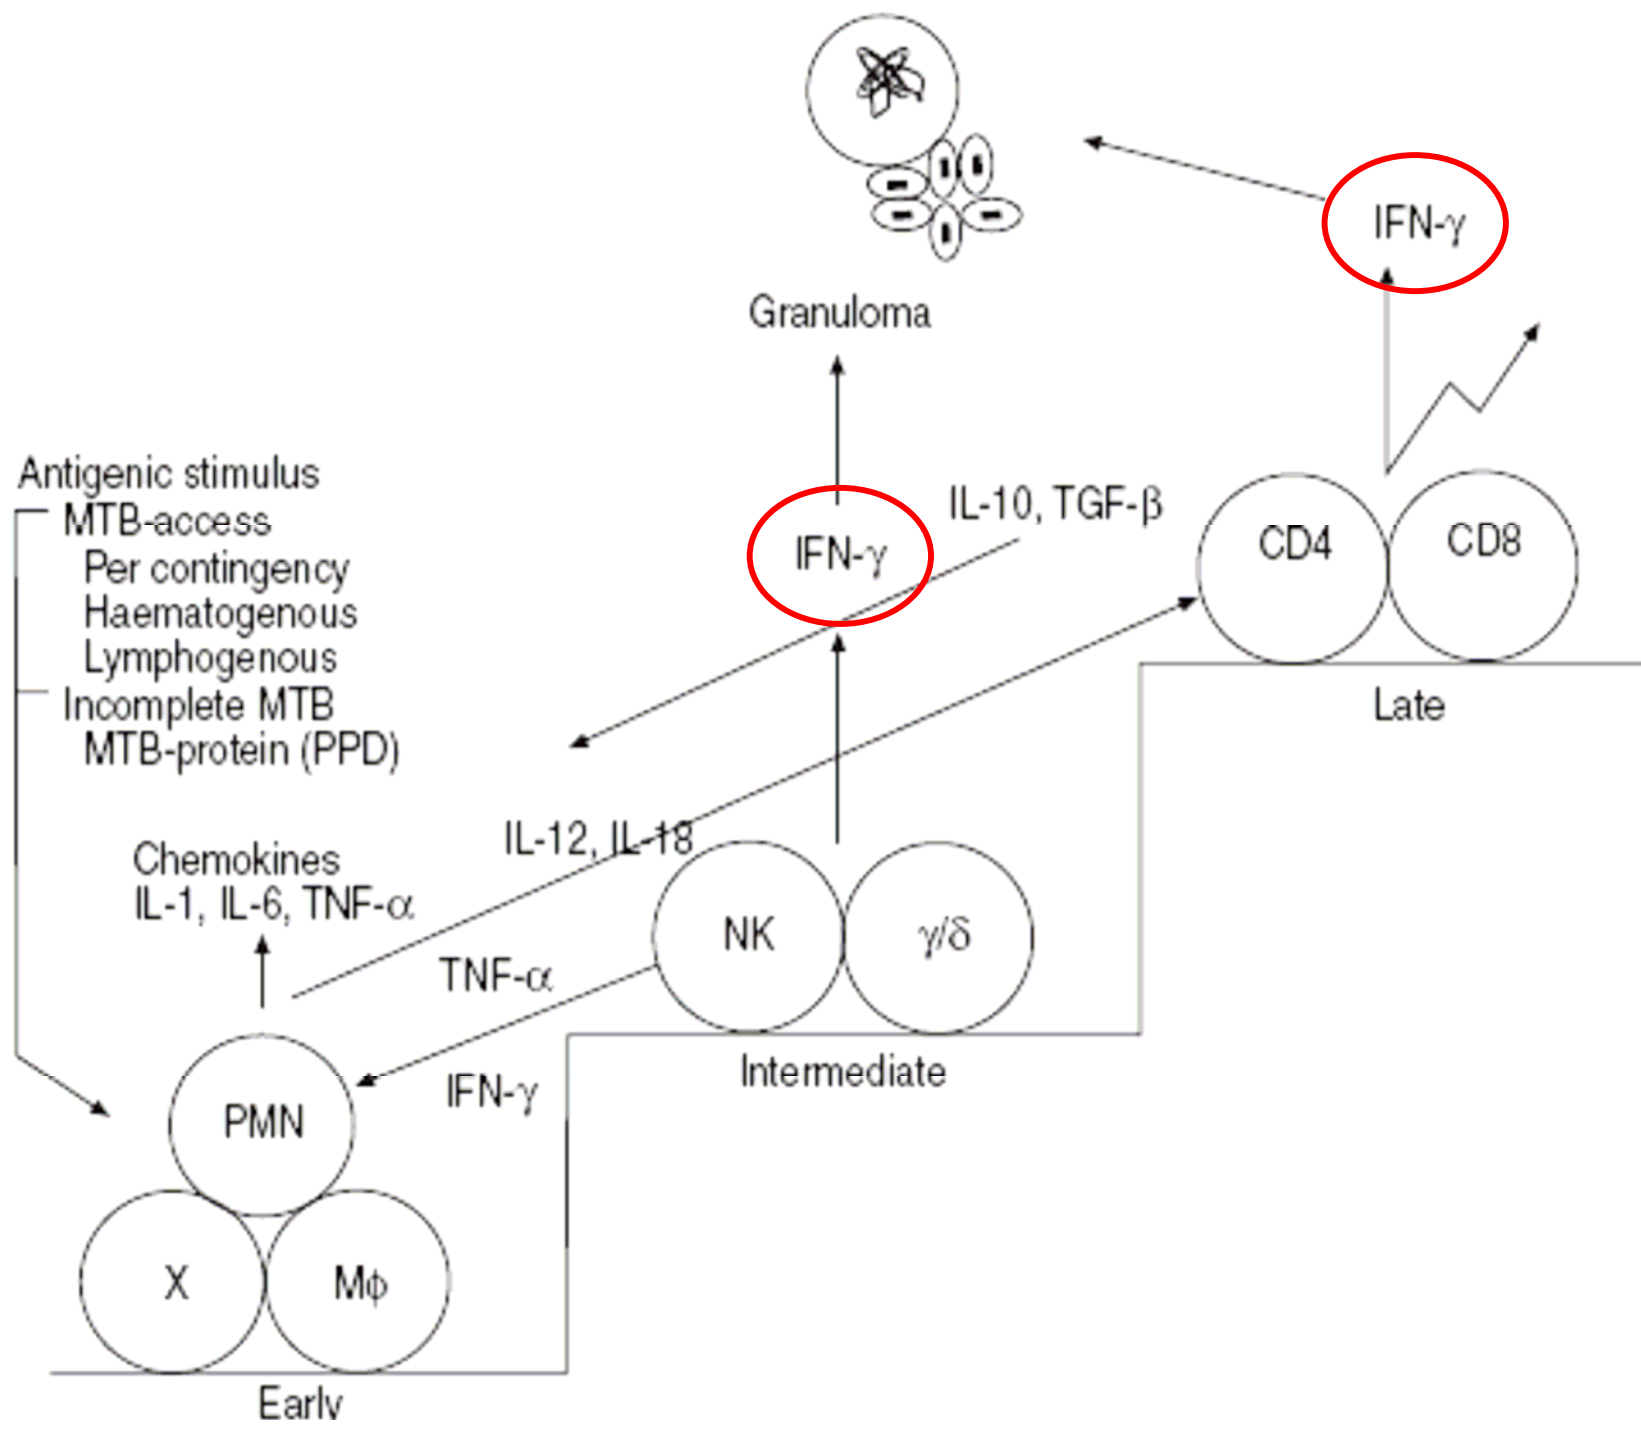 IFN-γ
Granuloma
Antigenic stimulus
MTB-access
Per contingency
Haematogenous
Lymphogenous
Incomplete MTB
MTB-protein (PPD)
IFN-γ
IL-10, TGF-β
CD4
CD8
Late
Chemokines
IL-1, IL-6, TNF-α
IL-12, IL-18
TNF-α
IFN-γ
NK
γ/δ
Intermediate
PMN
X
Mϕ
Early